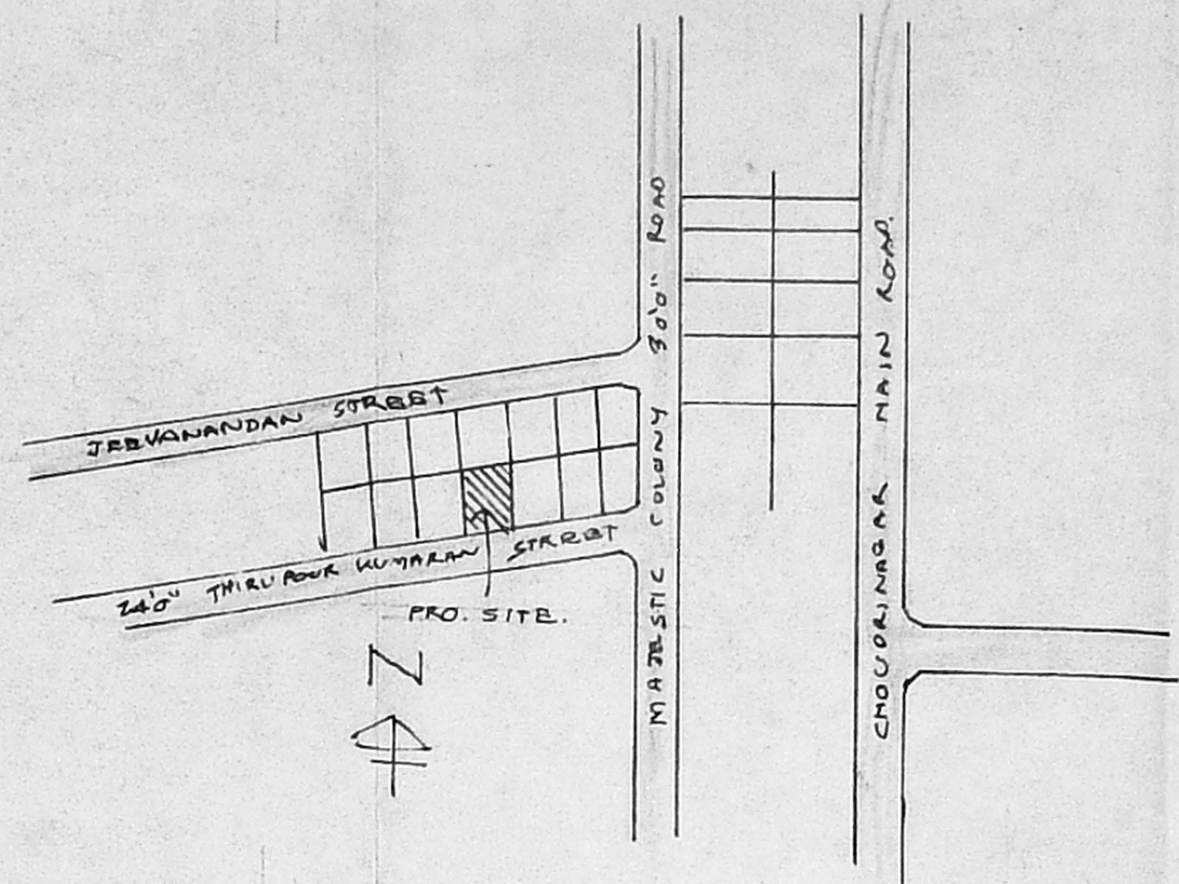 MAJESTIC COLONY 30'0" ROAD
CHOUDRINAGAR MAIN ROAD.
JEEVANANDAN STREET
24'0" THIRUPOUR KUMARAN STREET
PRO. SITE.
N